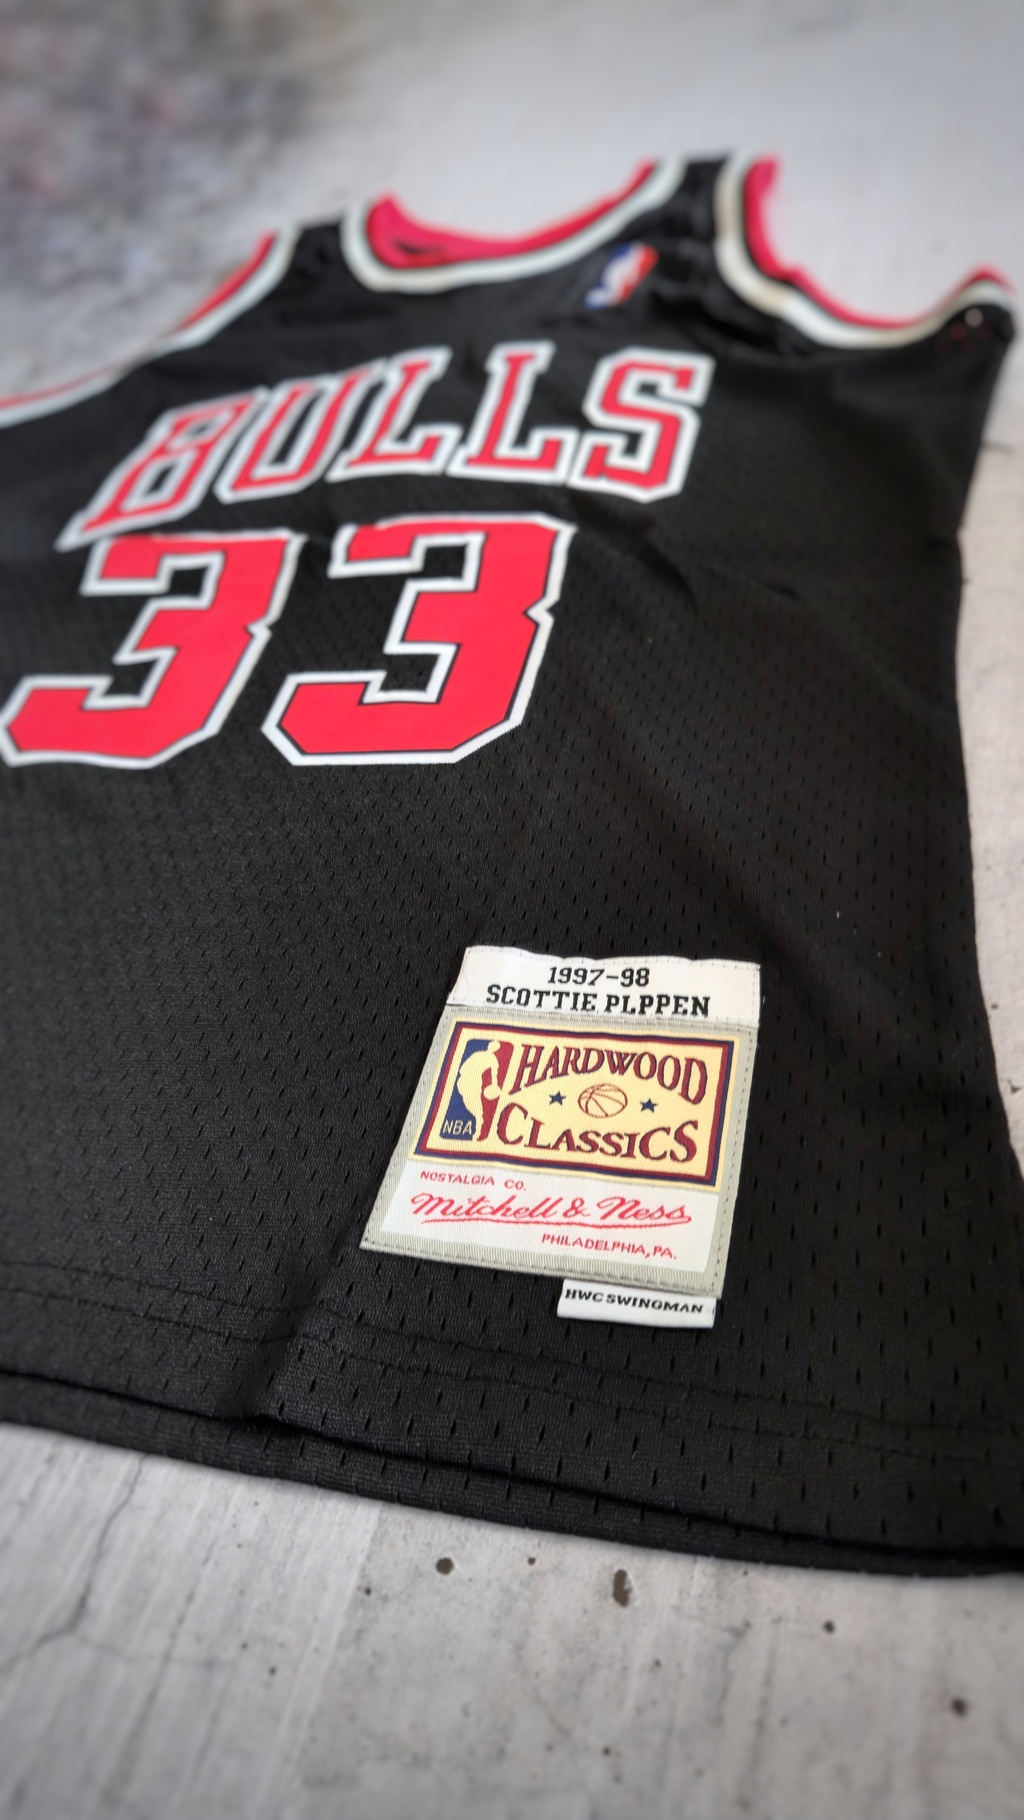 BULLS
33
1997-98
SCOTTIE PLPPEN
HARDWOOD
NBA
CLASSICS
NOSTALGIA CO.
Mitchell & Ness
PHILADELPHIA, PA.
HWC SWINGMAN